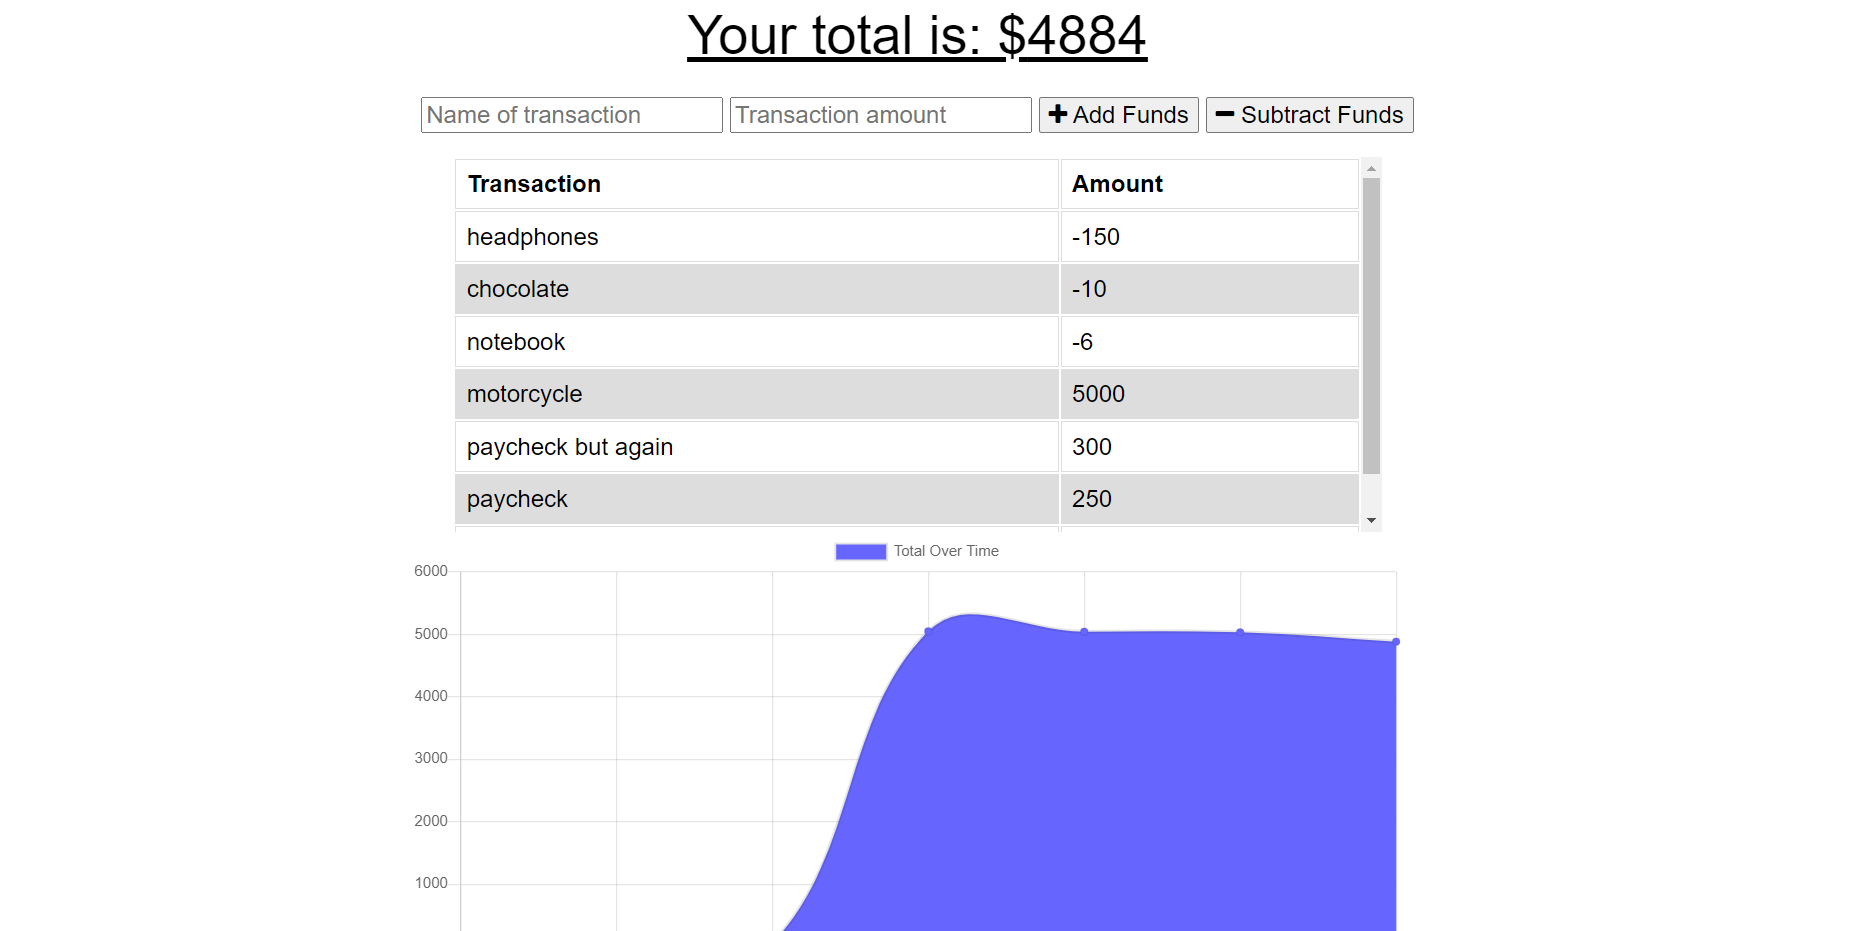 Your total is: $4884
Name of transaction Transaction amount Add Funds Subtract Funds
Transaction Amount
headphones -150
chocolate -10
notebook -6
motorcycle 5000
paycheck but again 300
paycheck 250
Total Over Time
6000
5000
4000
3000
2000
1000